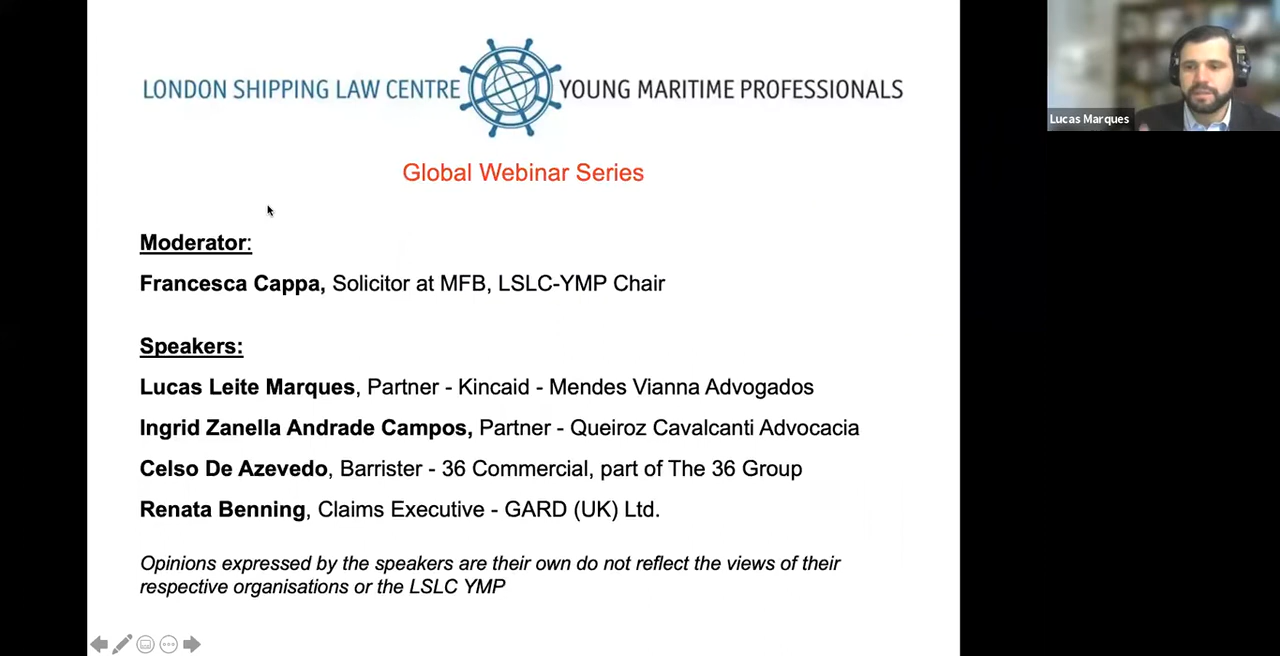 LONDON SHIPPING LAW CENTRE YOUNG MARITIME PROFESSIONALS
Global Webinar Series
Moderator:
Francesca Cappa, Solicitor at MFB, LSLC-YMP Chair
Speakers:
Lucas Leite Marques, Partner - Kincaid - Mendes Vianna Advogados
Ingrid Zanella Andrade Campos, Partner - Queiroz Cavalcanti Advocacia
Celso De Azevedo, Barrister - 36 Commercial, part of The 36 Group
Renata Benning, Claims Executive - GARD (UK) Ltd.
Opinions expressed by the speakers are their own do not reflect the views of their
respective organisations or the LSLC YMP
Lucas Marques